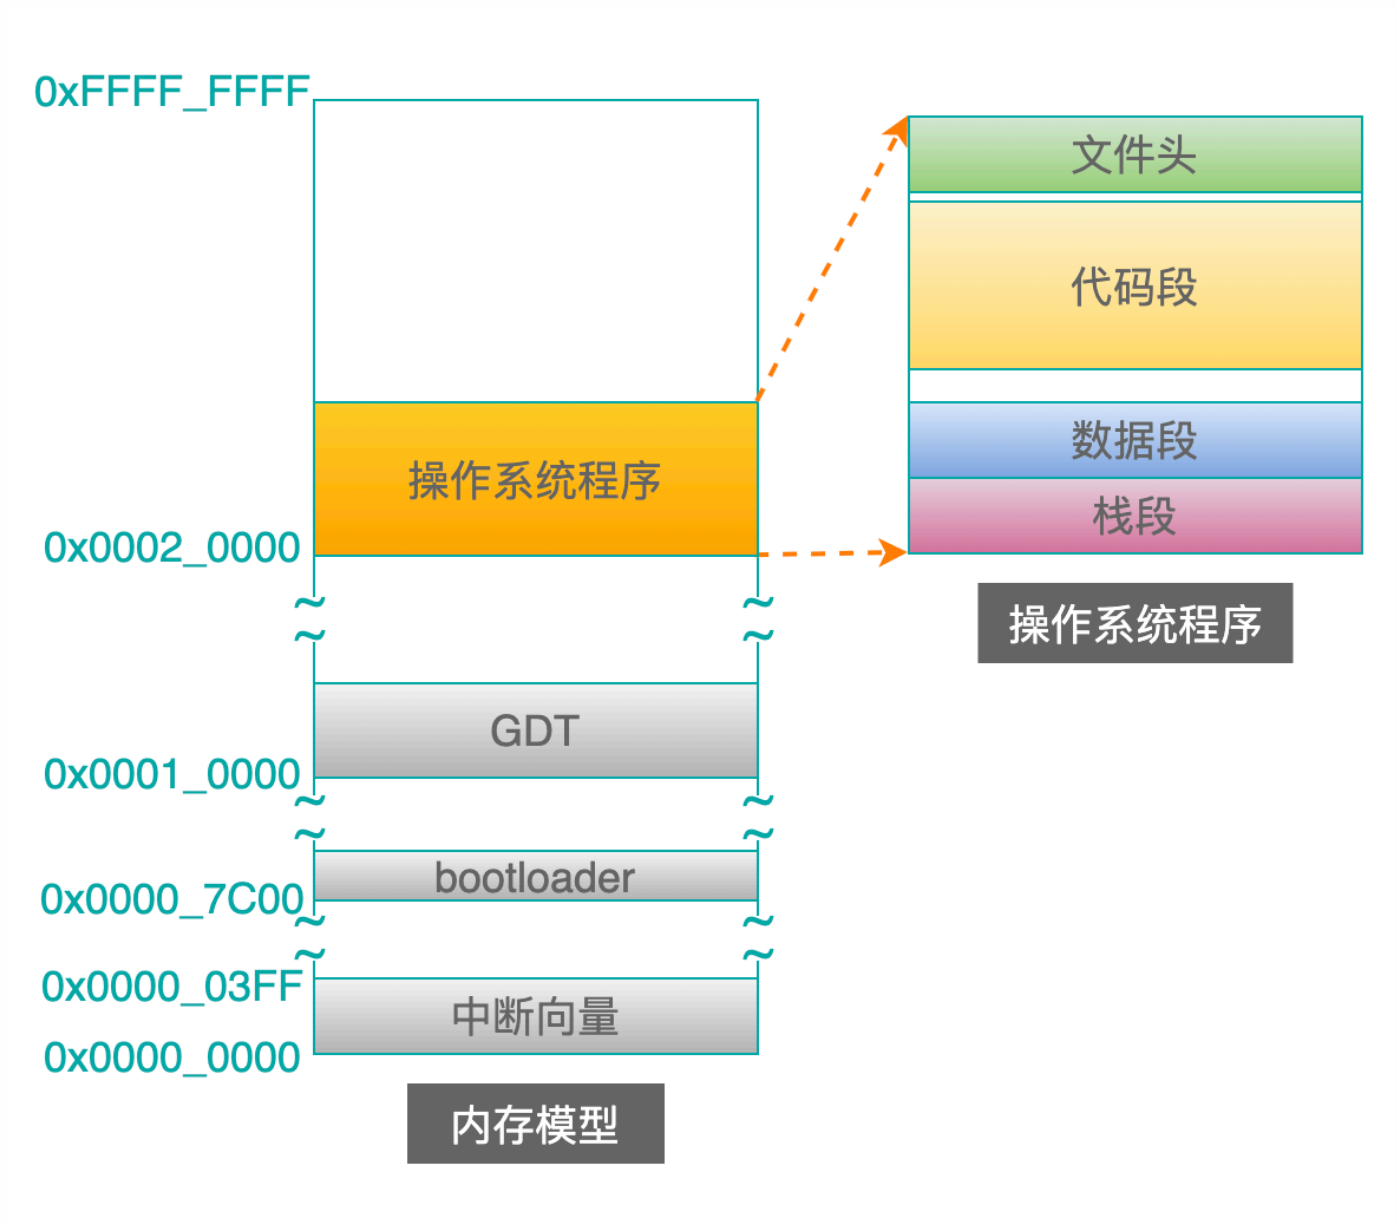 0xFFFF_FFFF
文件头
代码段
数据段
操作系统程序
栈段
0x0002_0000
操作系统程序
GDT
0x0001_0000
bootloader
0x0000_7C00
0x0000_03FF
中断向量
0x0000_0000
内存模型